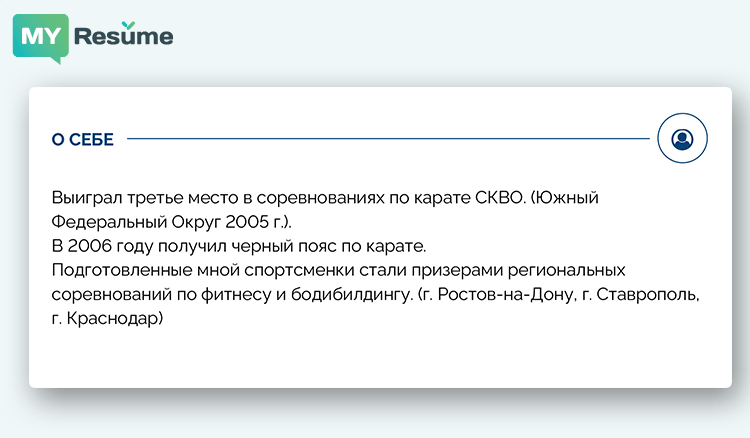 MY Resume
О СЕБЕ
Выиграл третье место в соревнованиях по карате СКВО. (Южный
Федеральный Округ 2005 г.).
В 2006 году получил черный пояс по карате.
Подготовленные мной спортсменки стали призерами региональных
соревнований по фитнесу и бодибилдингу. (г. Ростов-на-Дону, г. Ставрополь,
г. Краснодар)